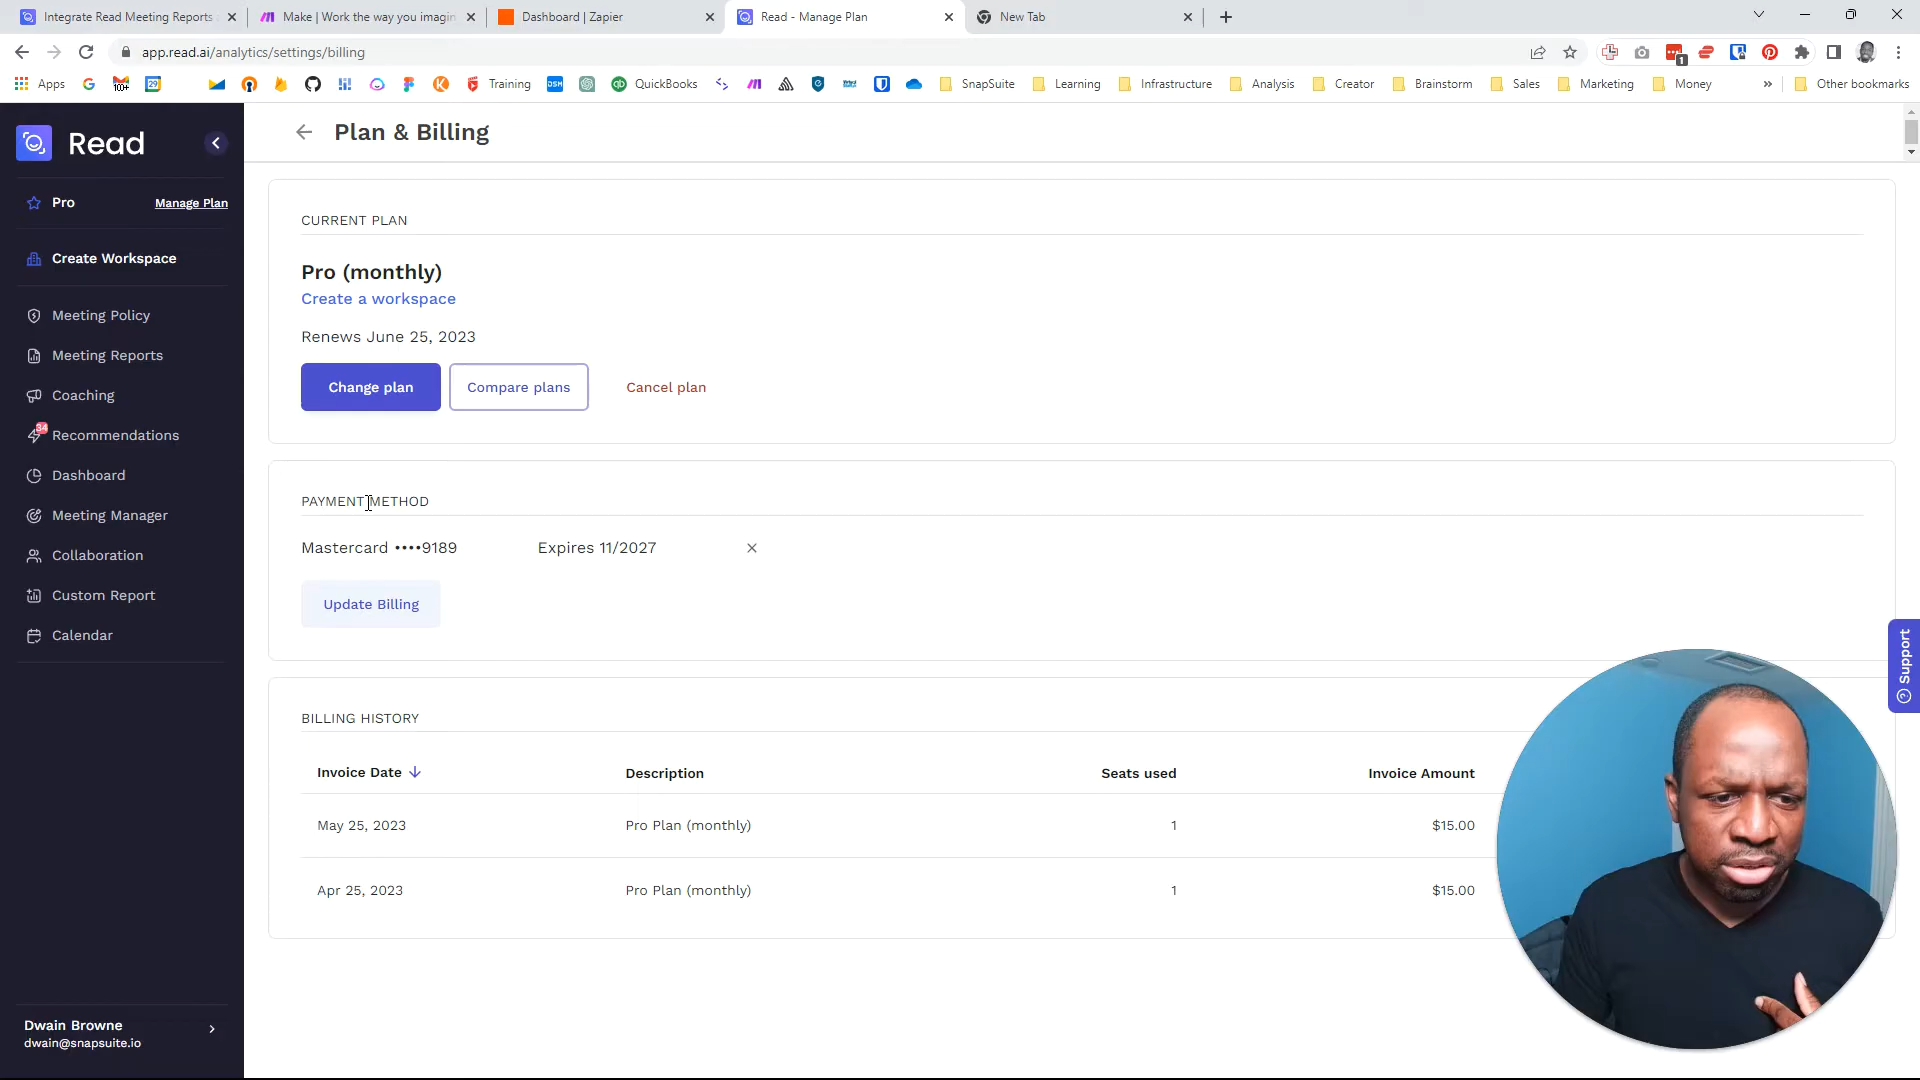 Integrate Read Meeting Reports
Make | Work the way you imagin
Dashboard | Zapier
Read - Manage Plan
New Tab
app.read.ai/analytics/settings/billing
1
Apps
100+
Training
QuickBooks
SnapSuite
Learning
Infrastructure
Analysis
Creator
Brainstorm
Sales
Marketing
Money
»
Other bookmarks
Read
Pro
Manage Plan
Create Workspace
Meeting Policy
Meeting Reports
Coaching
34
Recommendations
Dashboard
Meeting Manager
Collaboration
Custom Report
Calendar
Dwain Browne
dwain@snapsuite.io
Plan & Billing
CURRENT PLAN
Pro (monthly)
Create a workspace
Renews June 25, 2023
Change plan
Compare plans
Cancel plan
PAYMENT METHOD
Mastercard ••••9189
Expires 11/2027
Update Billing
BILLING HISTORY
Invoice Date
Description
Seats used
Invoice Amount
May 25, 2023
Pro Plan (monthly)
1
$15.00
Apr 25, 2023
Pro Plan (monthly)
1
$15.00
Support